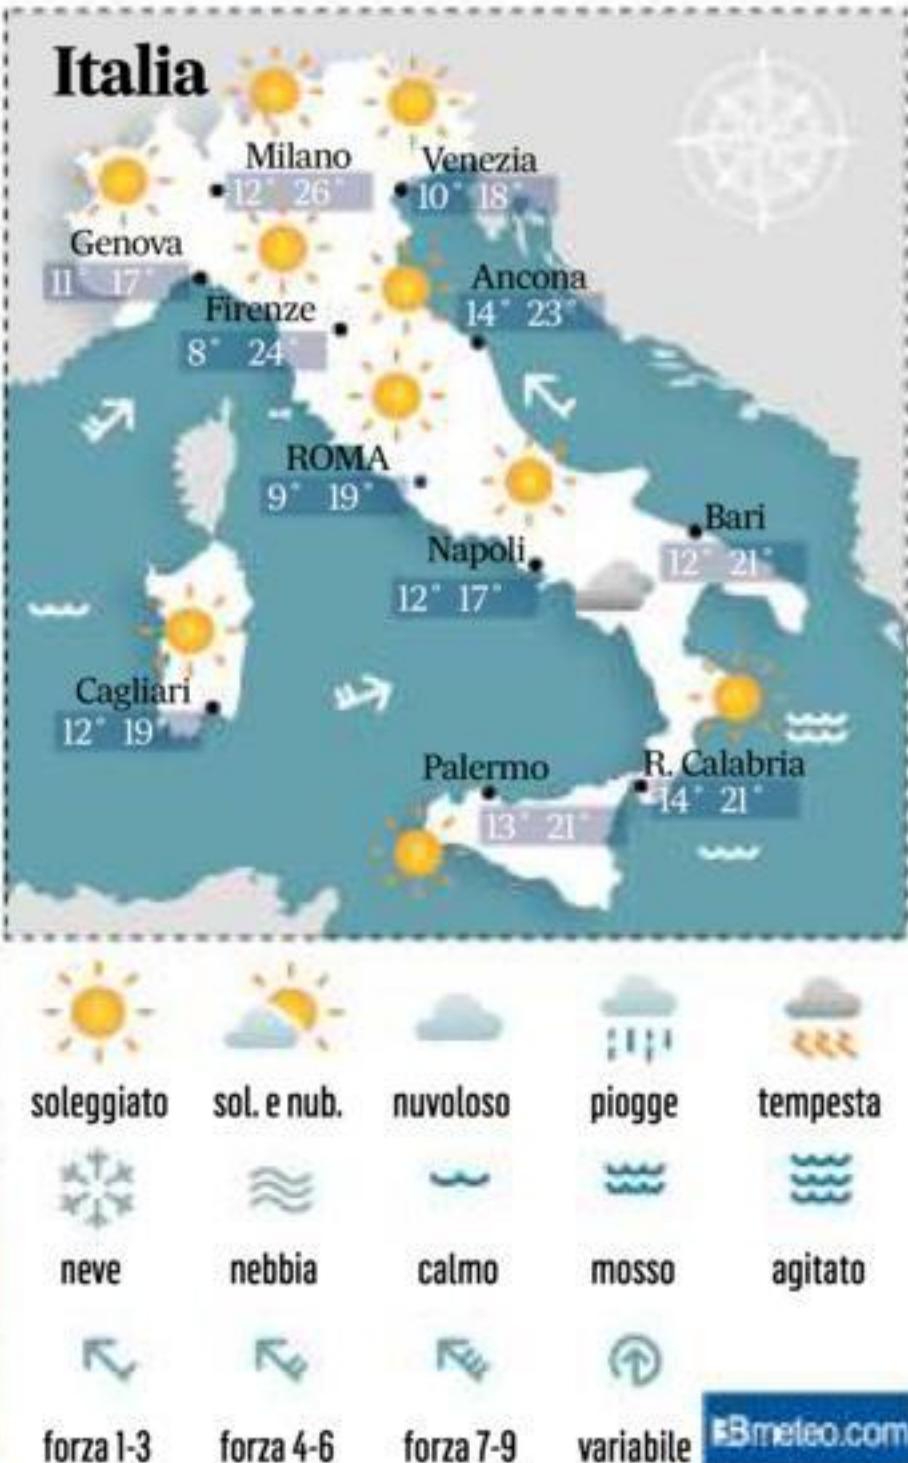 Italia
Milano
12° 26°
Venezia
10° 18°
Genova
11° 17°
Ancona
14° 23°
Firenze
8° 24°
ROMA
9° 19°
Bari
12° 21°
Napoli
12° 17°
Cagliari
12° 19°
Palermo
13° 21°
R. Calabria
14° 21°
soleggiato sol. e nub. nuvoloso piogge tempesta
neve nebbia calmo mosso agitato
forza 1-3 forza 4-6 forza 7-9 variabile
3Bmeteo.com